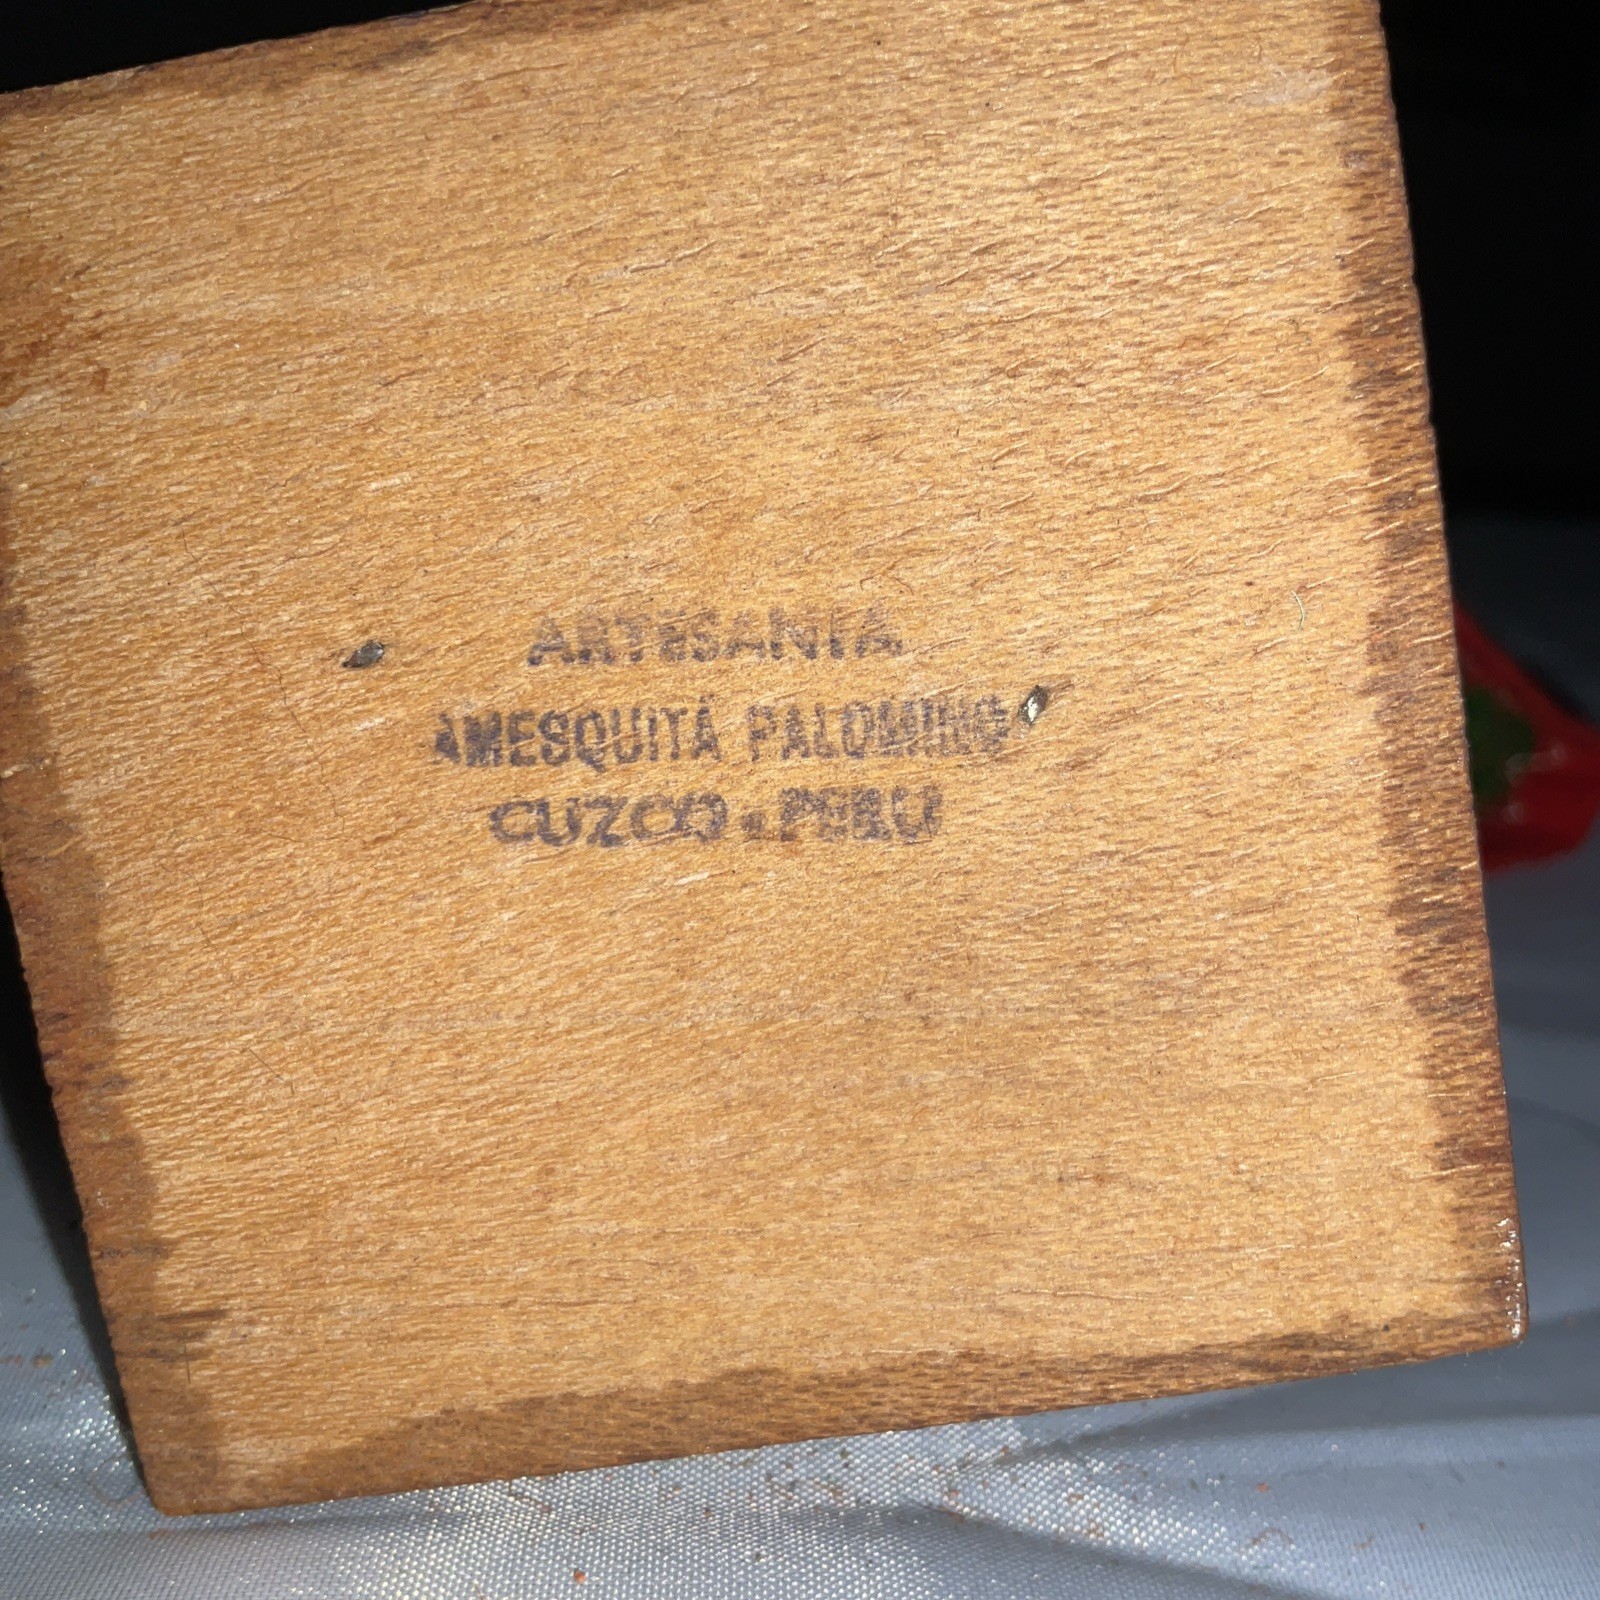 ARTESANIA
AMESQUITA PALOMINO
CUZCO - PERU